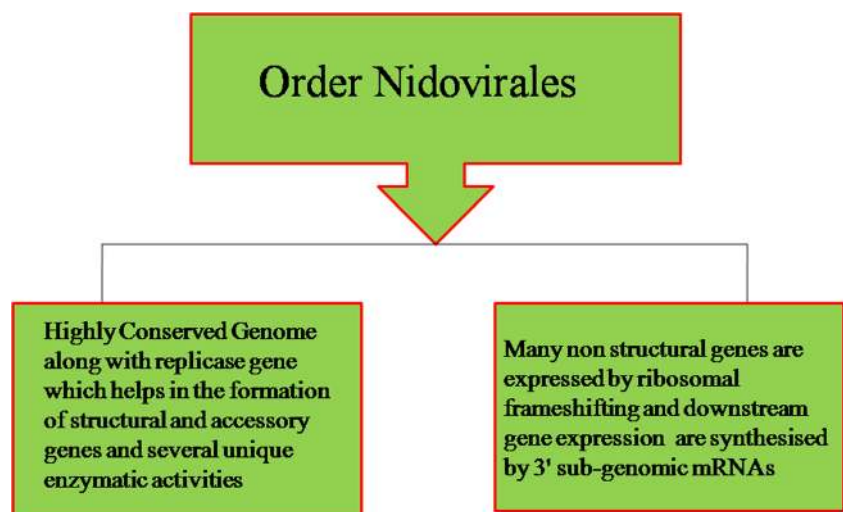 Order Nidovirales
Highly Conserved Genome
along with replicase gene
which helps in the formation
of structural and accessory
genes and several unique
enzymatic activities
Many non structural genes are
expressed by ribosomal
frameshifting and downstream
gene expression are synthesised
by 3' sub-genomic mRNAs